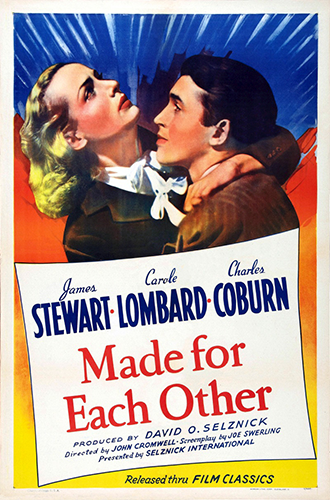 James Carole Charles
STEWART · LOMBARD · COBURN
Made for
Each Other
PRODUCED BY DAVID O. SELZNICK
Directed by JOHN CROMWELL · Screenplay by JOE SWERLING
Presented by SELZNICK INTERNATIONAL
Released thru FILM CLASSICS